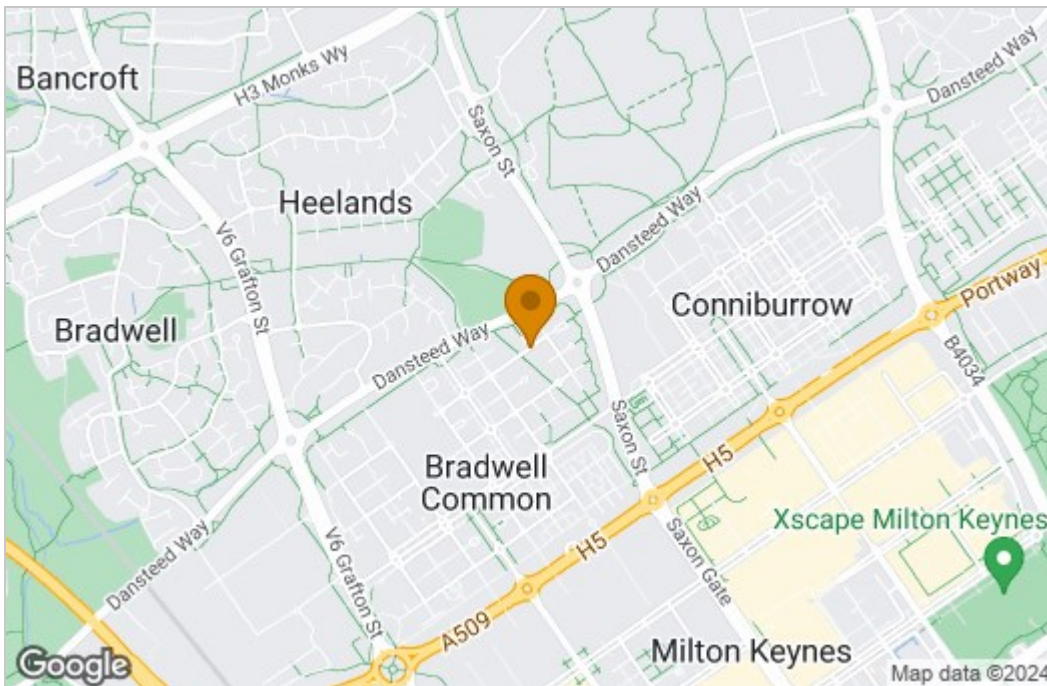 Bancroft
H3 Monks Wy
Saxon St
Dansteed Way
Heelands
V6 Grafton St
Dansteed Way
Conniburrow
Portway
Bradwell
Dansteed Way
B4034
Saxon St
H5
Bradwell
Common
Xscape Milton Keynes
Dansteed Way
V6 Grafton St
H5
Saxon Gate
A509
Milton Keynes
Google
Map data ©2024